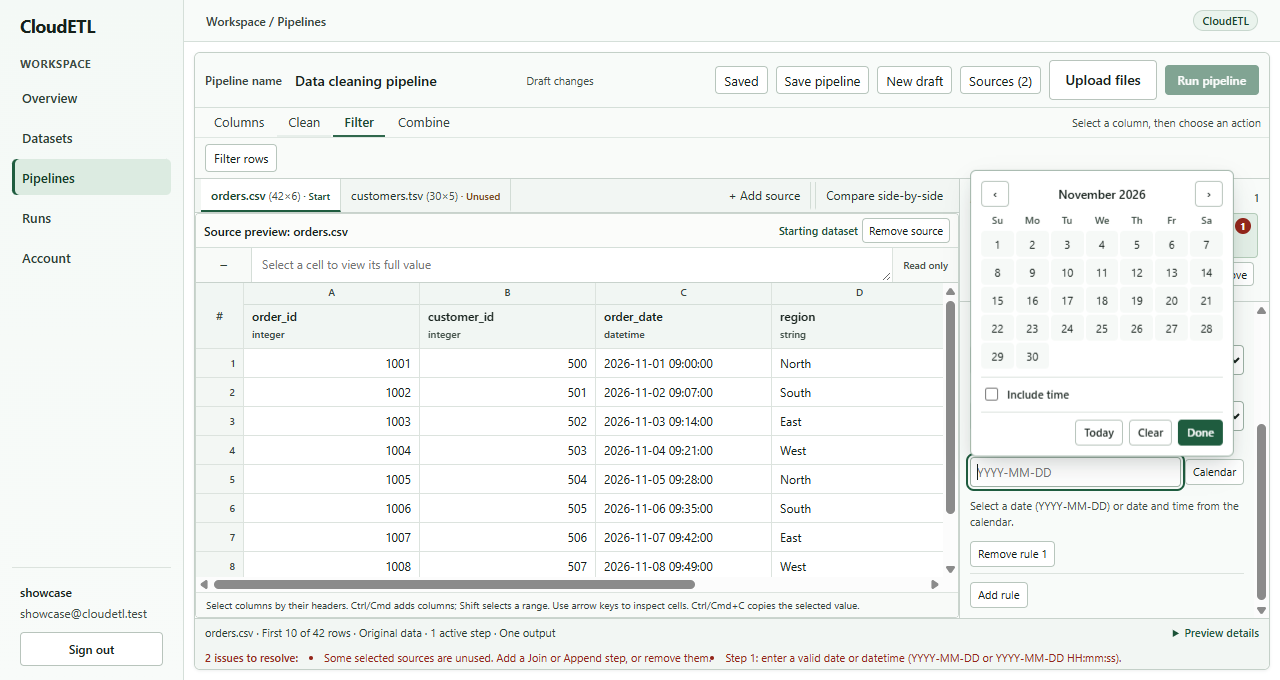 CloudETL
WORKSPACE
Overview
Datasets
Pipelines
Runs
Account
showcase
showcase@cloudetl.test
Sign out
Workspace / Pipelines
CloudETL
Pipeline name Data cleaning pipeline Draft changes Saved Save pipeline New draft Sources (2) Upload files Run pipeline
Columns Clean Filter Combine Select a column, then choose an action
Filter rows
orders.csv (42×6) · Start customers.tsv (30×5) · Unused + Add source Compare side-by-side
Source preview: orders.csv Starting dataset Remove source
– Select a cell to view its full value Read only
A B C D
# order_id customer_id order_date region
integer integer datetime string
1 1001 500 2026-11-01 09:00:00 North
2 1002 501 2026-11-02 09:07:00 South
3 1003 502 2026-11-03 09:14:00 East
4 1004 503 2026-11-04 09:21:00 West
5 1005 504 2026-11-05 09:28:00 North
6 1006 505 2026-11-06 09:35:00 South
7 1007 506 2026-11-07 09:42:00 East
8 1008 507 2026-11-08 09:49:00 West
Select columns by their headers. Ctrl/Cmd adds columns; Shift selects a range. Use arrow keys to inspect cells. Ctrl/Cmd+C copies the selected value.
1
1
‹ November 2026 ›
Su Mo Tu We Th Fr Sa
1 2 3 4 5 6 7
8 9 10 11 12 13 14
15 16 17 18 19 20 21
22 23 24 25 26 27 28
29 30
Include time
Today Clear Done
YYYY-MM-DD Calendar
Select a date (YYYY-MM-DD) or date and time from the
calendar.
Remove rule 1
Add rule
orders.csv · First 10 of 42 rows · Original data · 1 active step · One output ▶ Preview details
2 issues to resolve: • Some selected sources are unused. Add a Join or Append step, or remove them. • Step 1: enter a valid date or datetime (YYYY-MM-DD or YYYY-MM-DD HH:mm:ss).